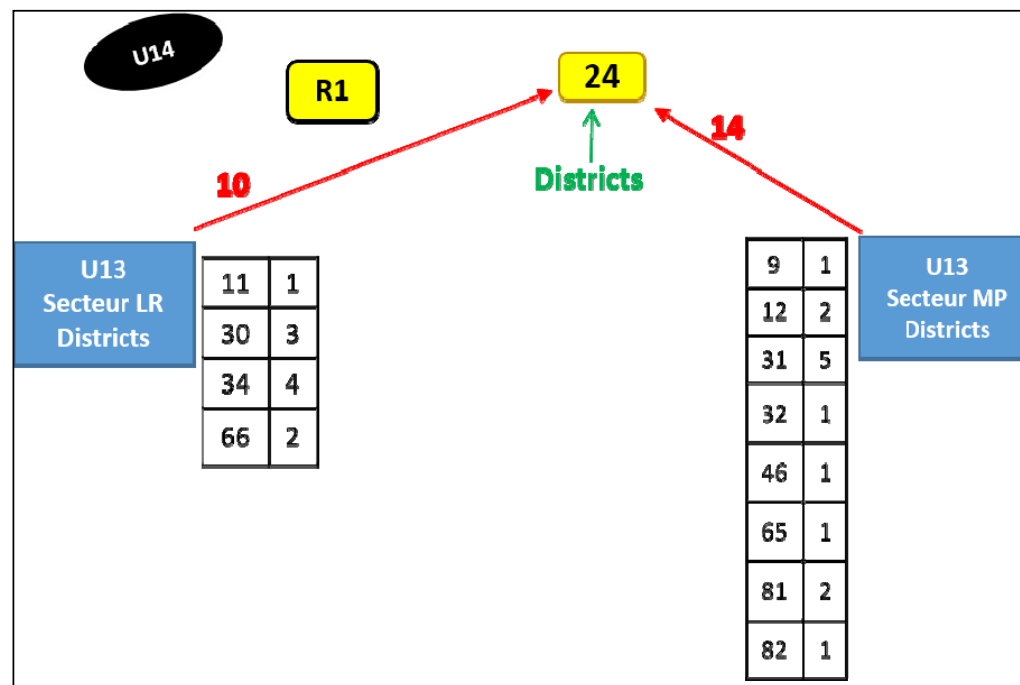 U14
R1
24
10
14
Districts
U13
Secteur LR
Districts
11 1
30 3
34 4
66 2
9 1
12 2
31 5
32 1
46 1
65 1
81 2
82 1
U13
Secteur MP
Districts